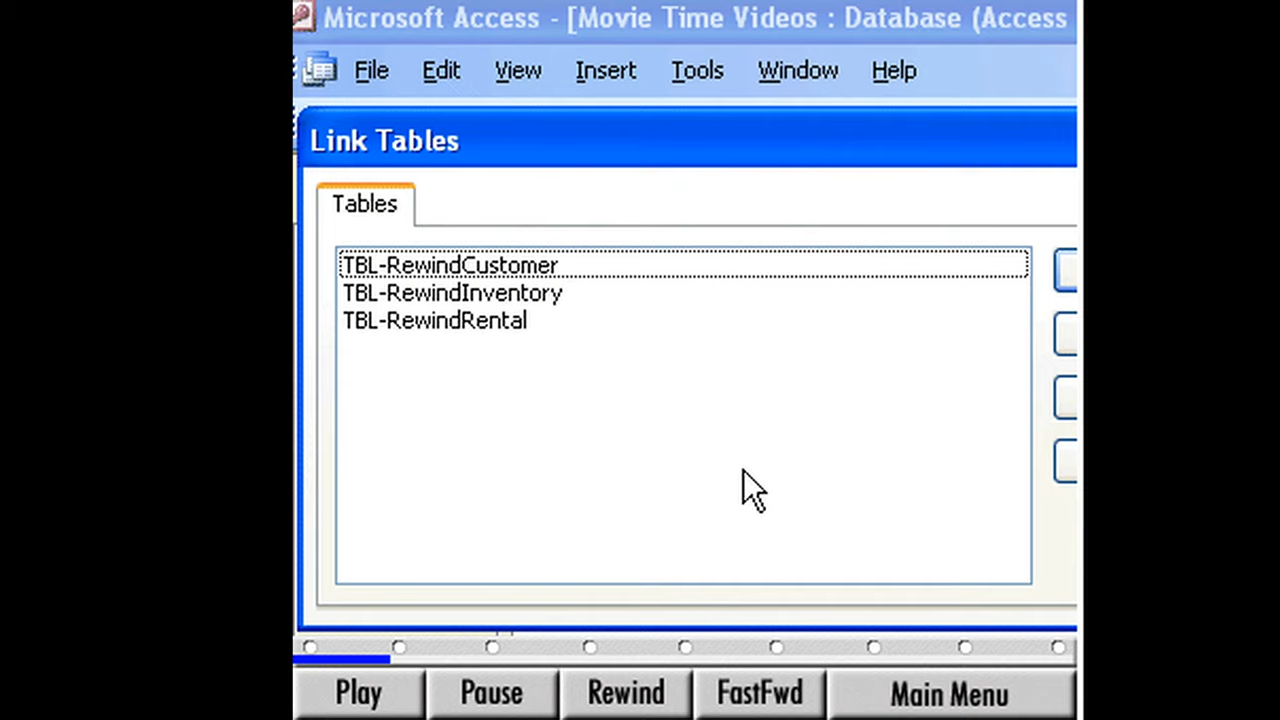 Microsoft Access - [Movie Time Videos : Database (Access
File Edit View Insert Tools Window Help
Link Tables
Tables
TBL-RewindCustomer
TBL-RewindInventory
TBL-RewindRental
Play Pause Rewind FastFwd Main Menu